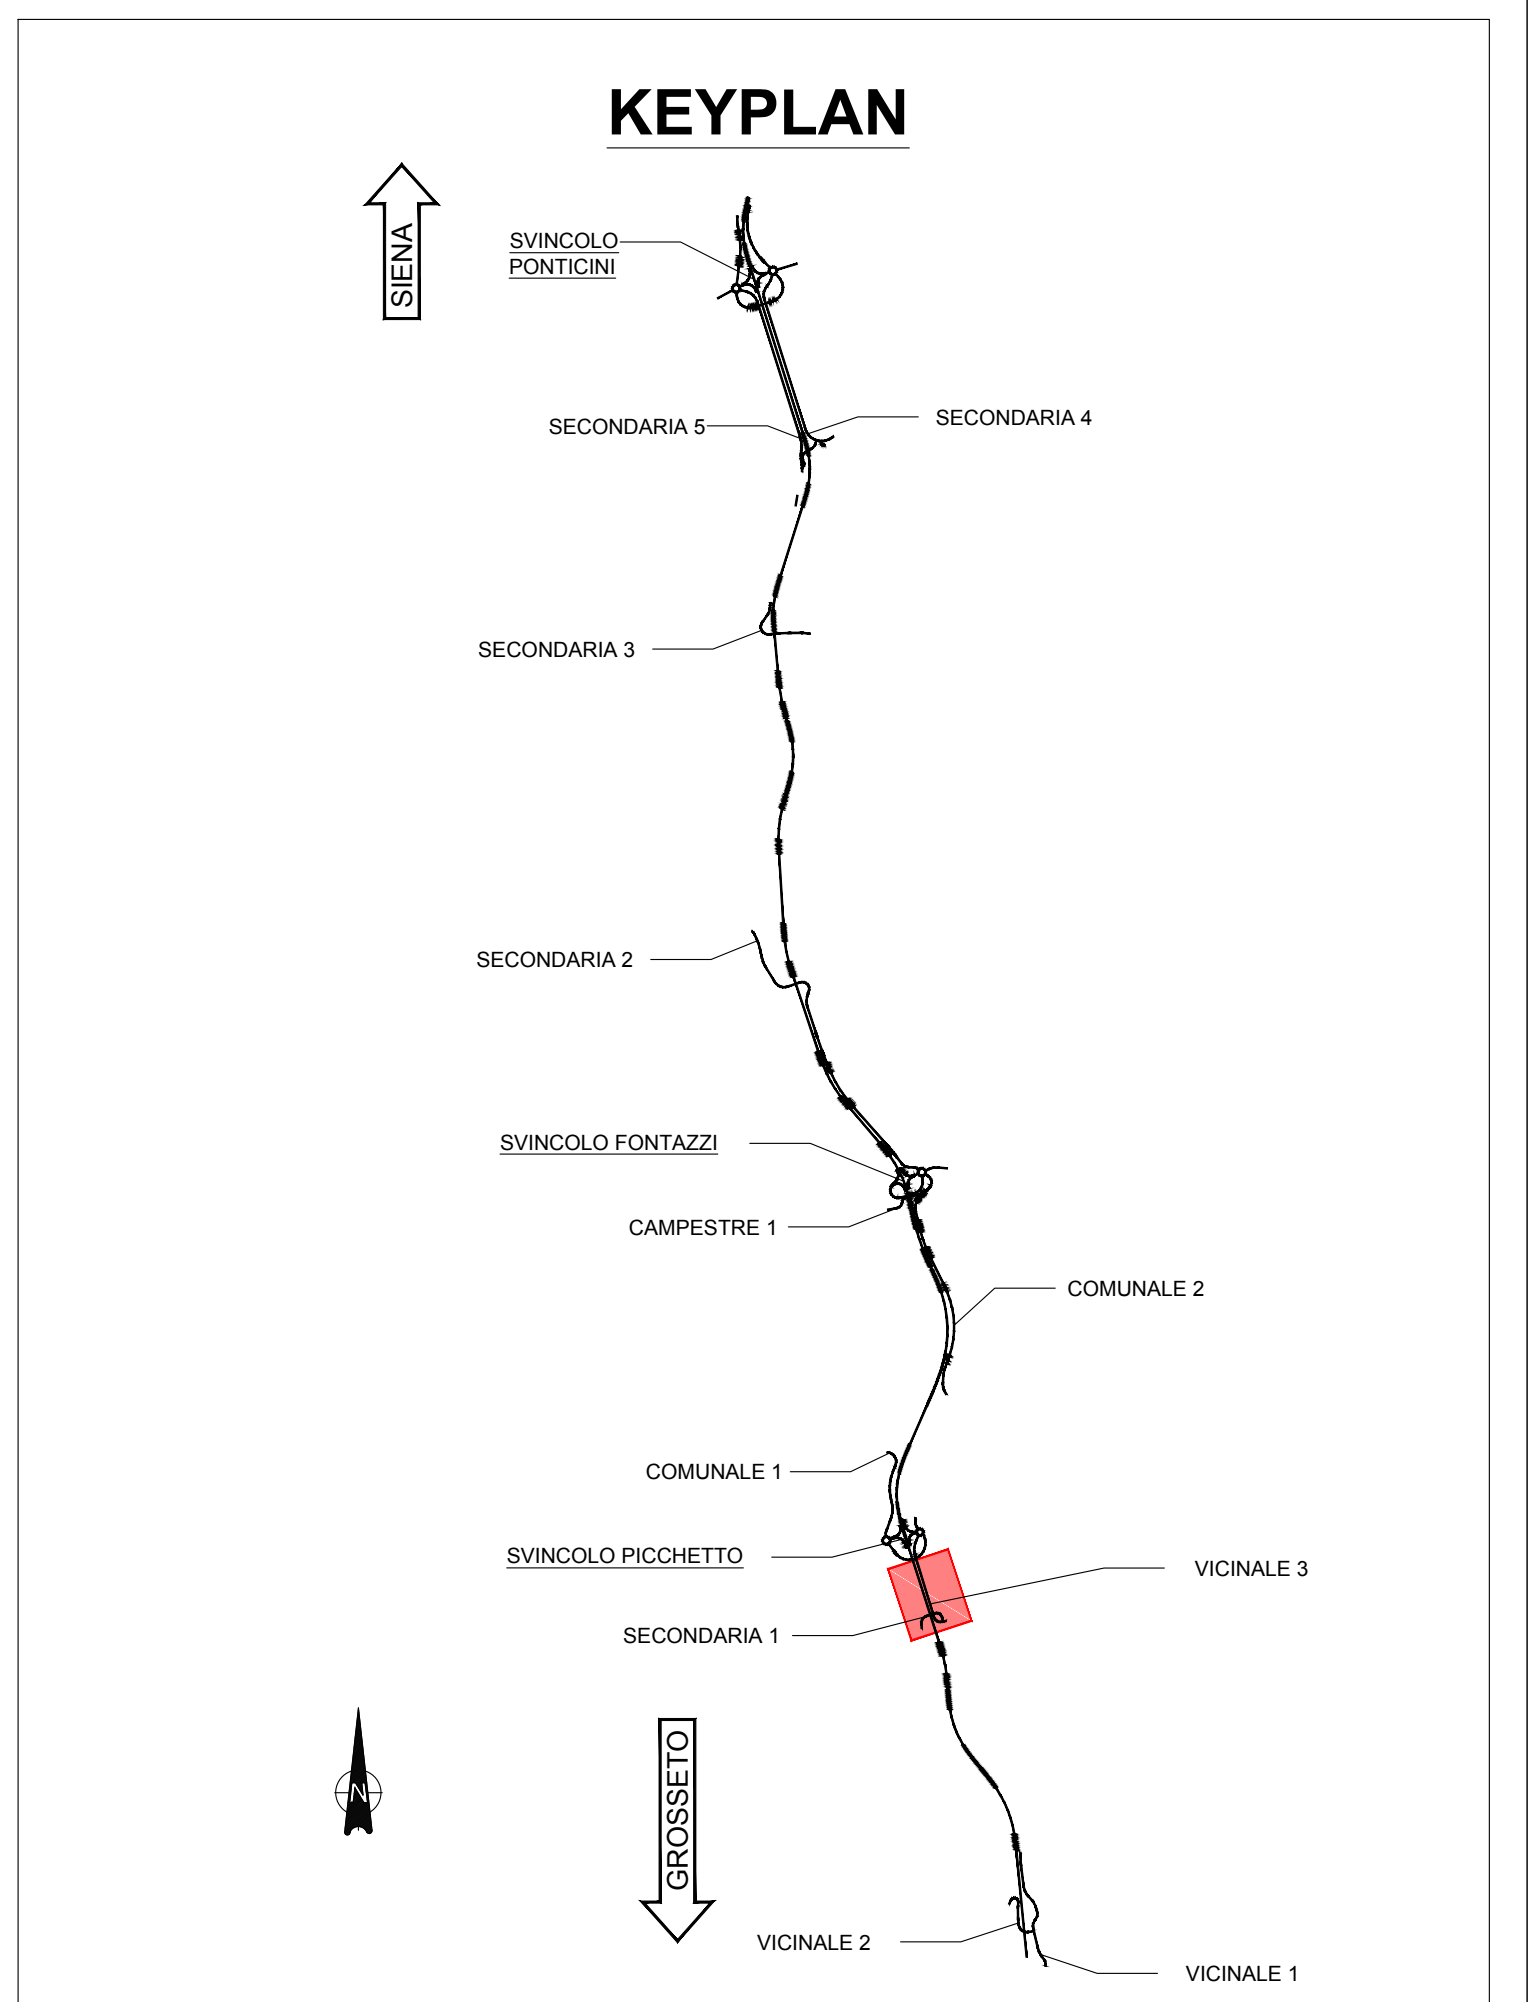 KEYPLAN
SIENA
SVINCOLO
PONTICINI
SECONDARIA 5
SECONDARIA 4
SECONDARIA 3
SECONDARIA 2
SVINCOLO FONTAZZI
CAMPESTRE 1
COMUNALE 2
COMUNALE 1
SVINCOLO PICCHETTO
VICINALE 3
SECONDARIA 1
N
GROSSETO
VICINALE 2
VICINALE 1